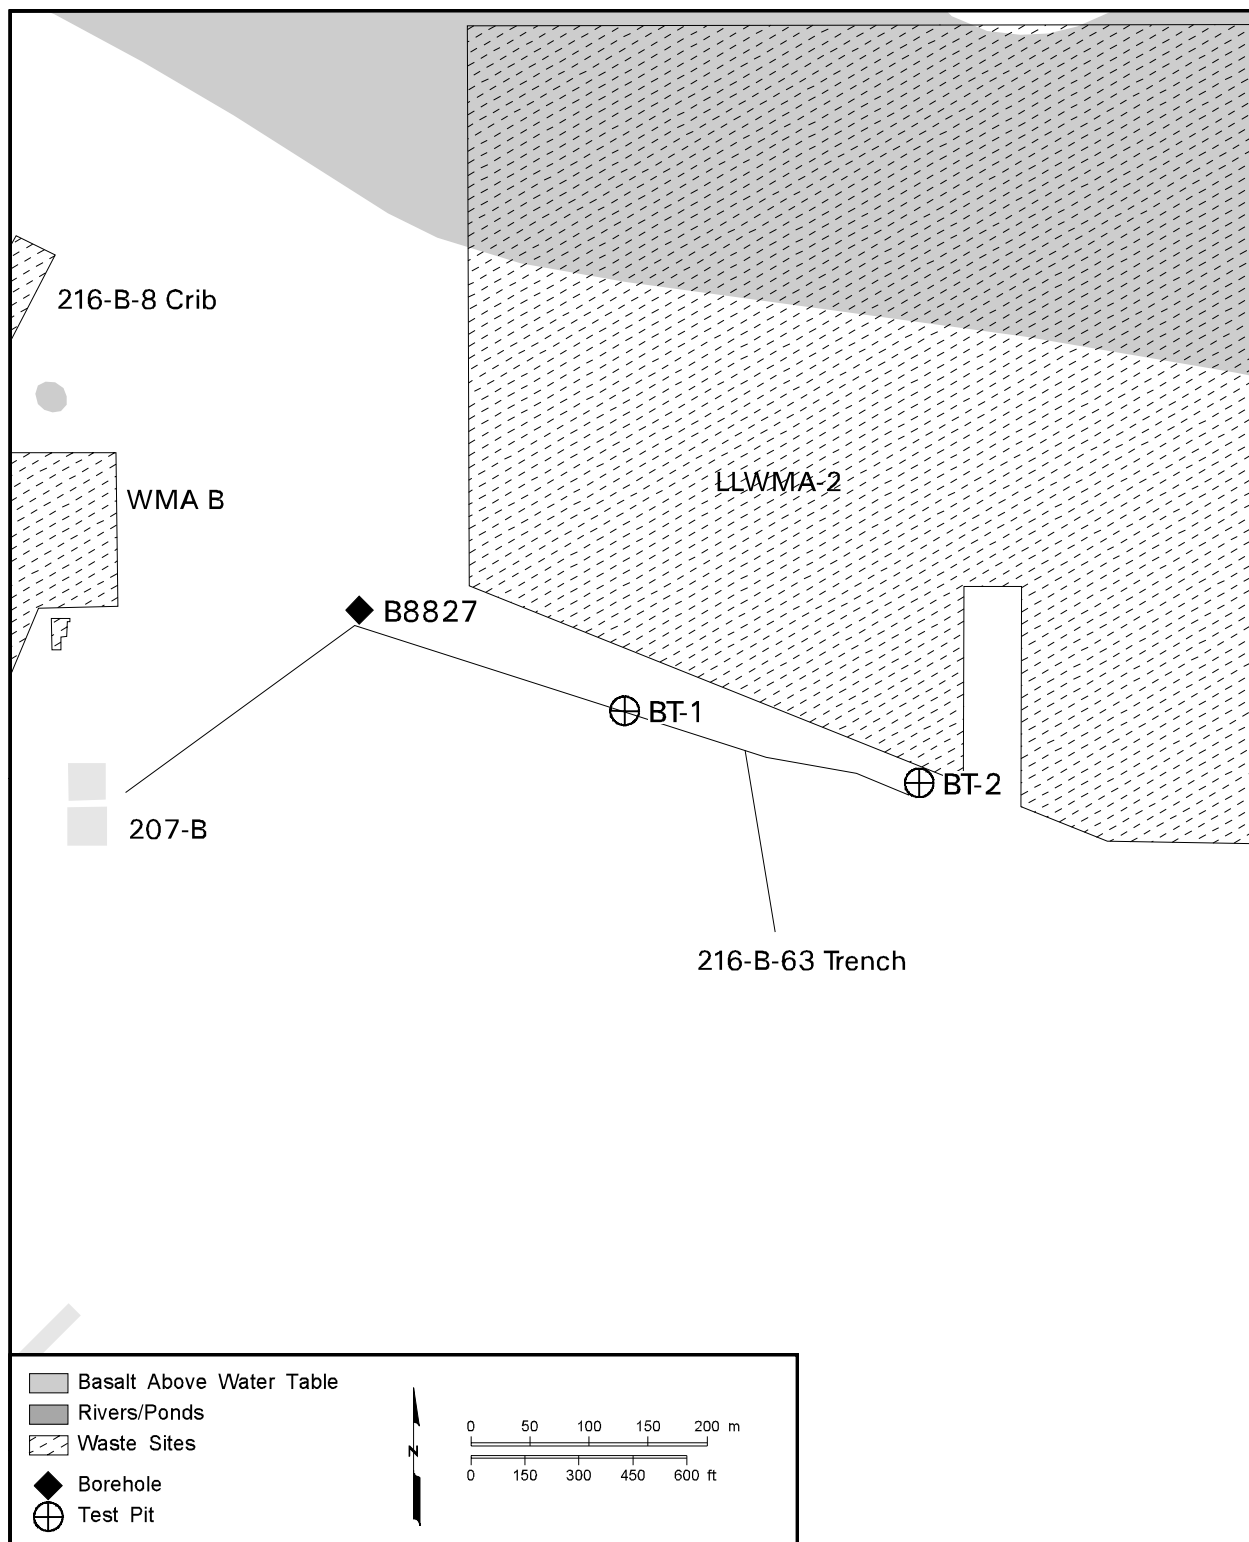 216-B-8 Crib
LLWMA-2
WMA B
B8827
BT-1
BT-2
207-B
216-B-63 Trench
Basalt Above Water Table
Rivers/Ponds
Waste Sites
Borehole
Test Pit
N
0 50 100 150 200 m
0 150 300 450 600 ft